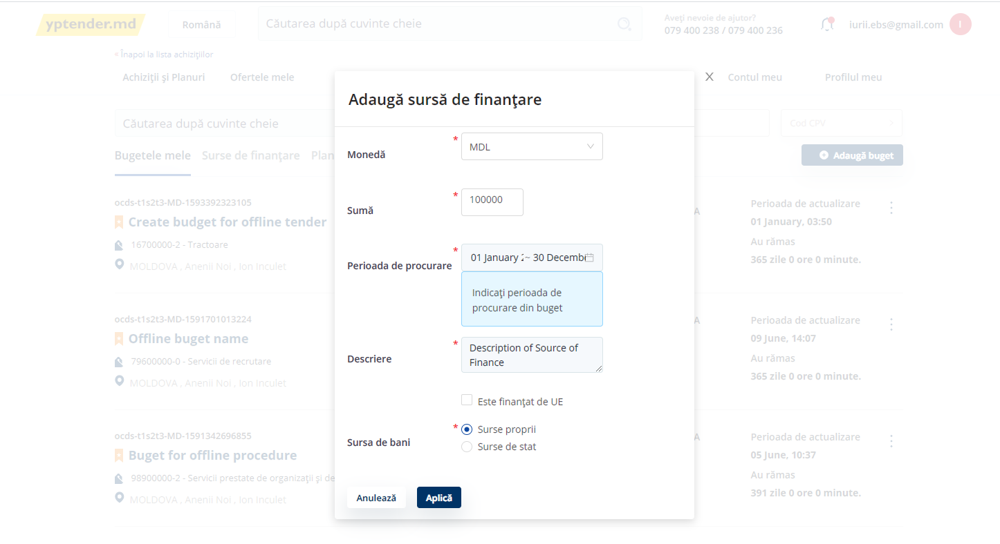 yptender.md
Română
Căutarea după cuvinte cheie
Aveți nevoie de ajutor?
079 400 238 / 079 400 236
iurii.ebs@gmail.com
I
< Înapoi la lista achizițiilor
Achiziții și Planuri
Ofertele mele
X
Contul meu
Profilul meu
Căutarea după cuvinte cheie
Cod CPV
Bugetele mele
Surse de finanțare
Plan
Adaugă buget
ocds-t1s2t3-MD-1593392323105
Create budget for offline tender
16700000-2 - Tractoare
MOLDOVA , Anenii Noi , Ion Inculet
A
Perioada de actualizare
01 January, 03:50
Au rămas
365 zile 0 ore 0 minute.
ocds-t1s2t3-MD-1591701013224
Offline buget name
79600000-0 - Servicii de recrutare
MOLDOVA , Anenii Noi , Ion Inculet
A
Perioada de actualizare
09 June, 14:07
Au rămas
365 zile 0 ore 0 minute.
ocds-t1s2t3-MD-1591342696855
Buget for offline procedure
98900000-2 - Servicii prestate de organizații și de
MOLDOVA , Anenii Noi , Ion Inculet
A
Perioada de actualizare
05 June, 10:37
Au rămas
391 zile 0 ore 0 minute.
Adaugă sursă de finanțare
Monedă
* MDL
Sumă
* 100000
Perioada de procurare
* 01 January 2~ 30 Decembe
Indicați perioada de
procurare din buget
Descriere
* Description of Source of
Finance
Este finanțat de UE
Sursa de bani
* Surse proprii
Surse de stat
Anulează
Aplică